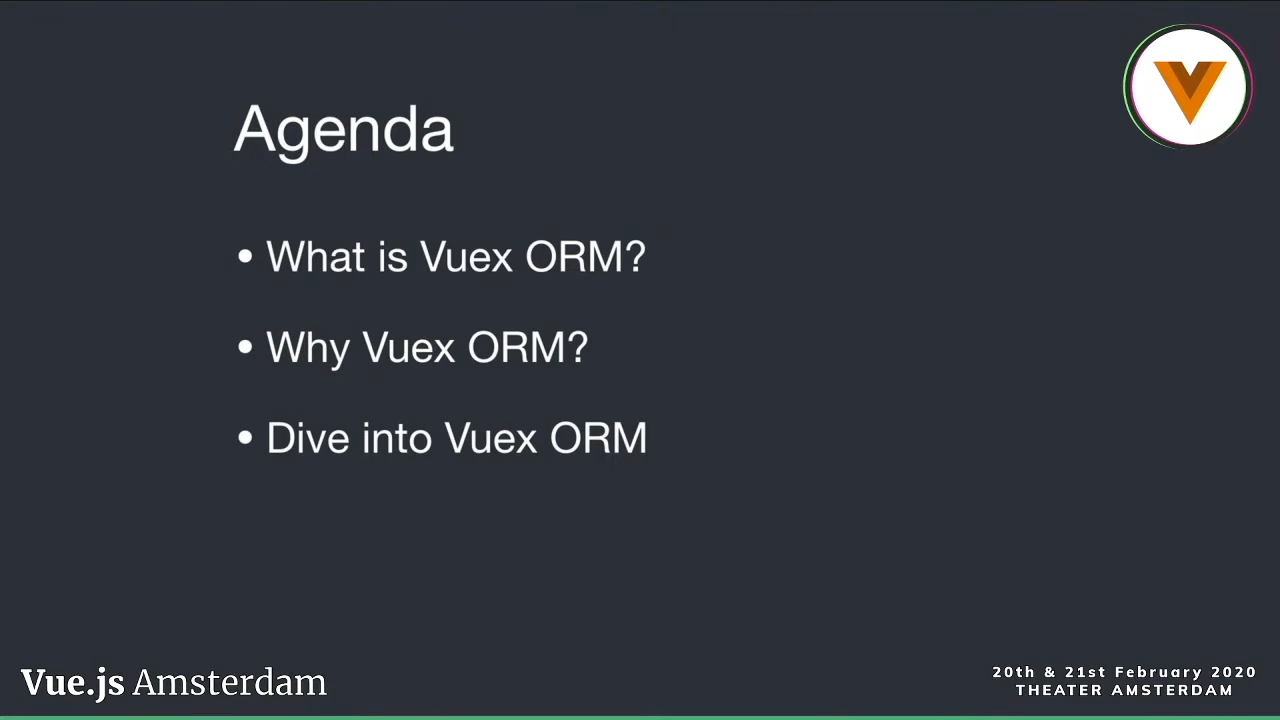 Agenda
• What is Vuex ORM?
• Why Vuex ORM?
• Dive into Vuex ORM
Vue.js Amsterdam
20th & 21st February 2020
THEATER AMSTERDAM